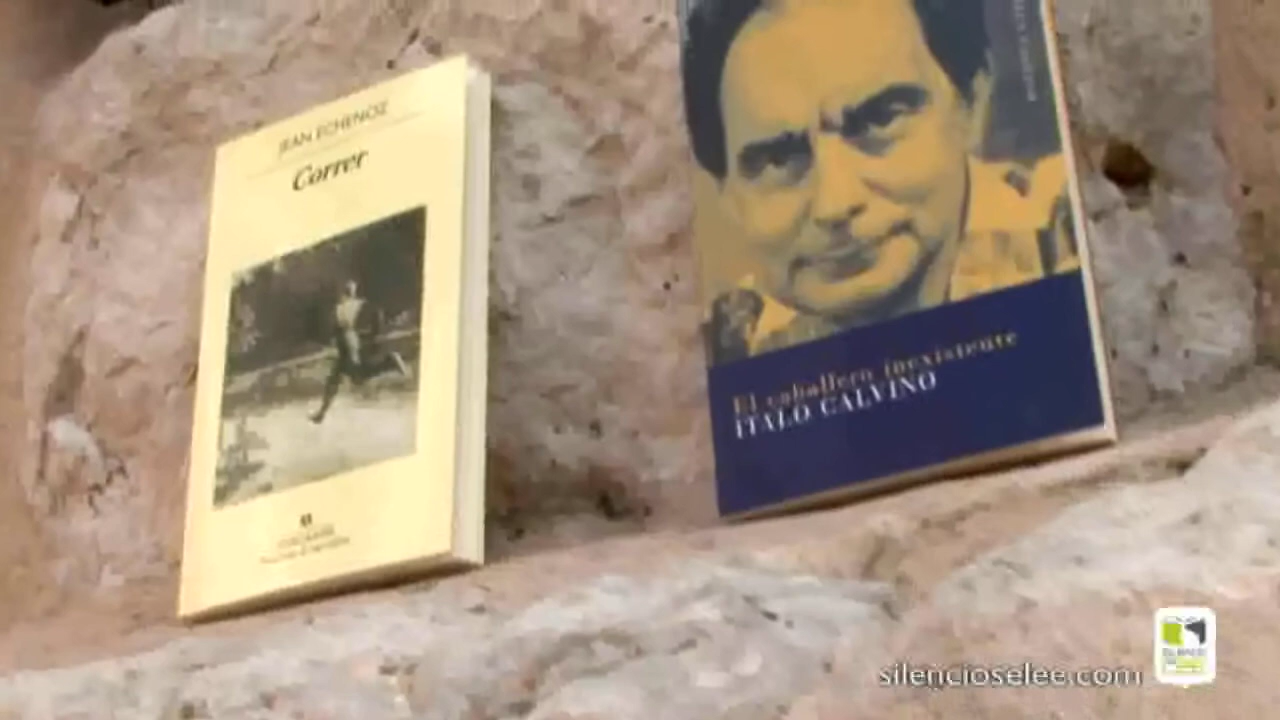 JEAN ECHENOZ
Correr
El caballero inexistente
ITALO CALVINO
silencioselee.com